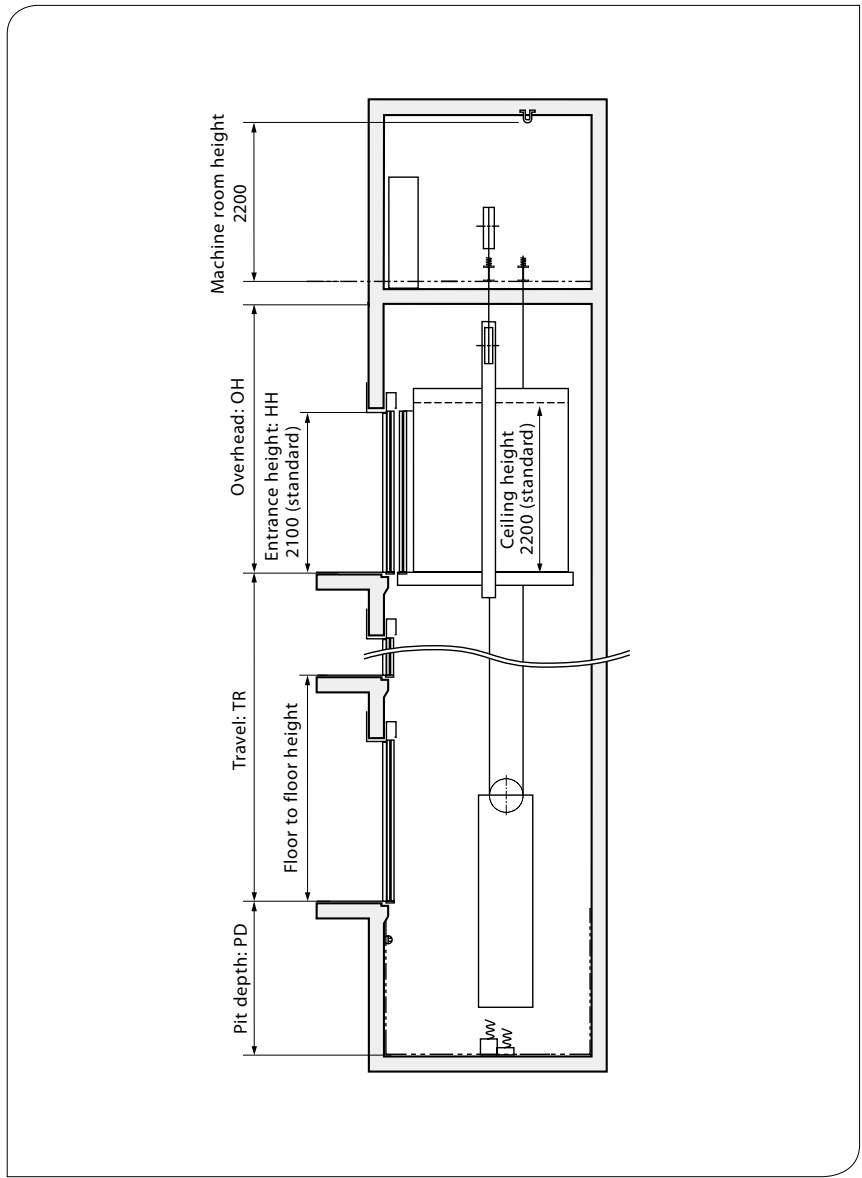 Machine room height
2200
Overhead: OH
Entrance height: HH
2100 (standard)
Ceiling height
2200 (standard)
Travel: TR
Floor to floor height
Pit depth: PD